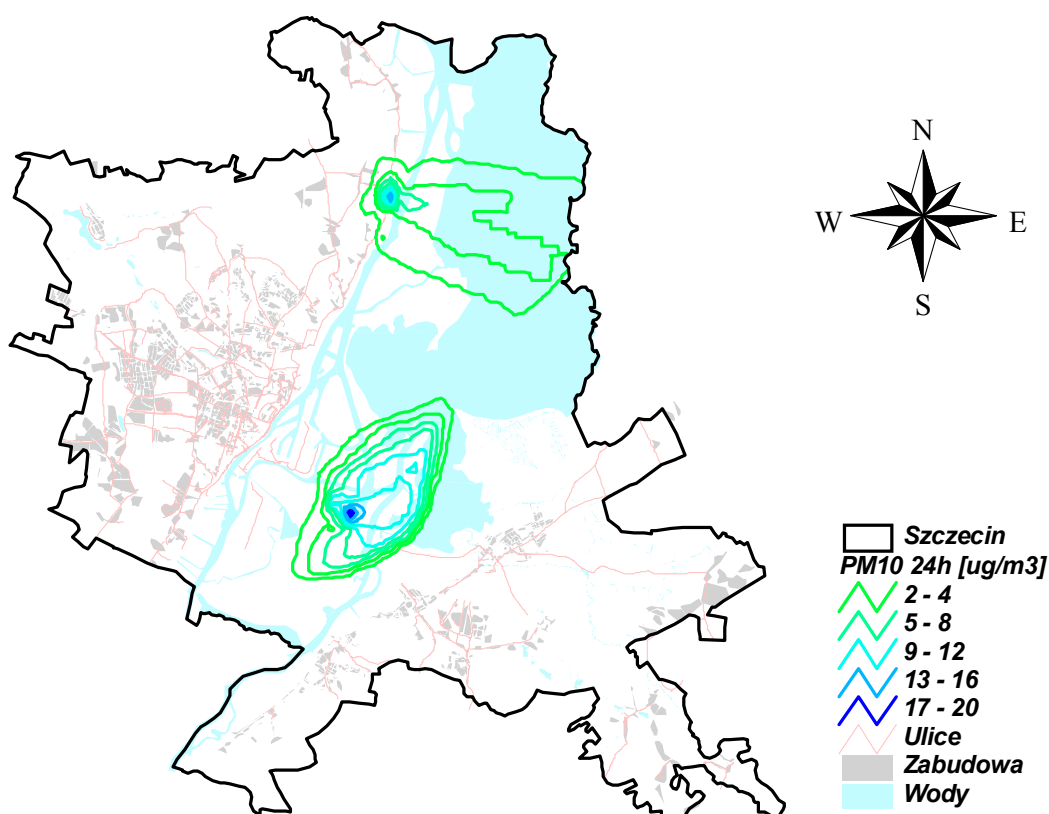 N
W E
S
Szczecin
PM10 24h [ug/m3]
2 - 4
5 - 8
9 - 12
13 - 16
17 - 20
Ulice
Zabudowa
Wody